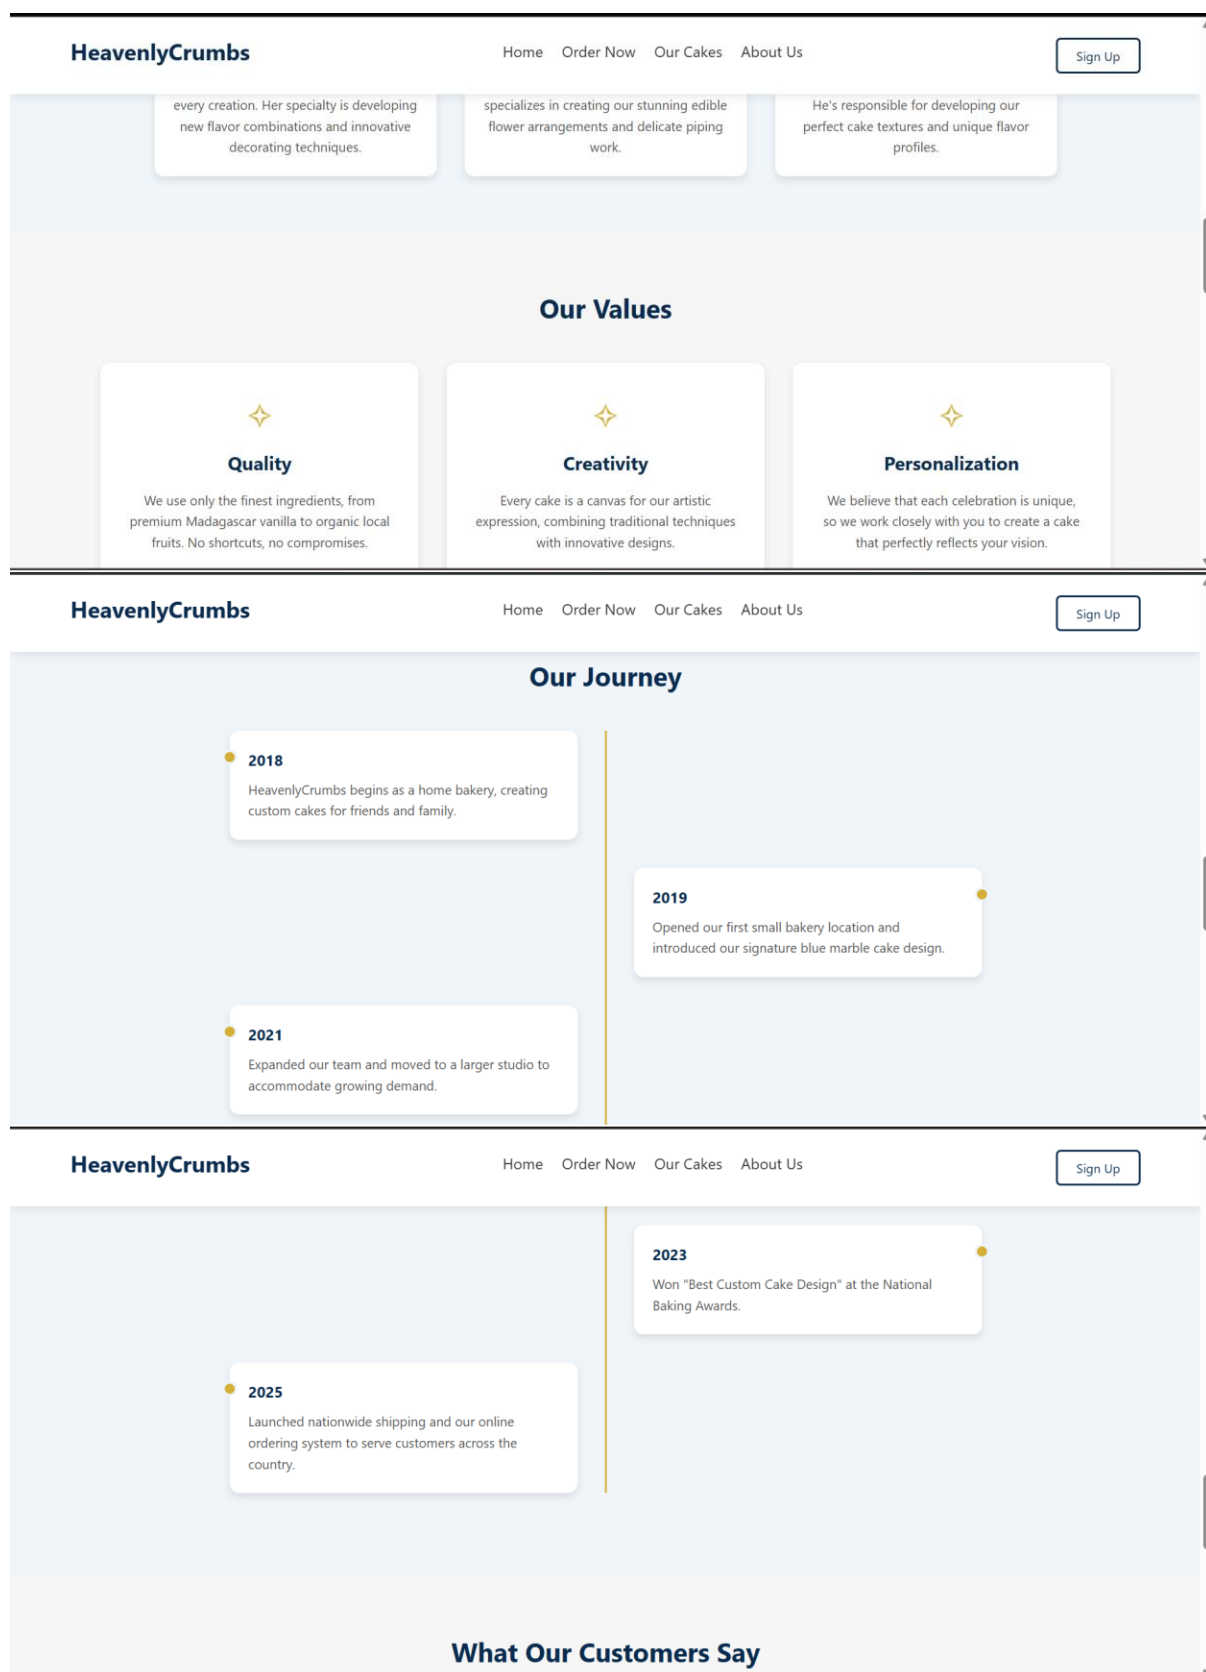 HeavenlyCrumbs
Home Order Now Our Cakes About Us
Sign Up
every creation. Her specialty is developing
new flavor combinations and innovative
decorating techniques.
specializes in creating our stunning edible
flower arrangements and delicate piping
work.
He's responsible for developing our
perfect cake textures and unique flavor
profiles.
Our Values
Quality
We use only the finest ingredients, from
premium Madagascar vanilla to organic local
fruits. No shortcuts, no compromises.
Creativity
Every cake is a canvas for our artistic
expression, combining traditional techniques
with innovative designs.
Personalization
We believe that each celebration is unique,
so we work closely with you to create a cake
that perfectly reflects your vision.
HeavenlyCrumbs
Home Order Now Our Cakes About Us
Sign Up
Our Journey
2018
HeavenlyCrumbs begins as a home bakery, creating
custom cakes for friends and family.
2019
Opened our first small bakery location and
introduced our signature blue marble cake design.
2021
Expanded our team and moved to a larger studio to
accommodate growing demand.
HeavenlyCrumbs
Home Order Now Our Cakes About Us
Sign Up
2023
Won "Best Custom Cake Design" at the National
Baking Awards.
2025
Launched nationwide shipping and our online
ordering system to serve customers across the
country.
What Our Customers Say